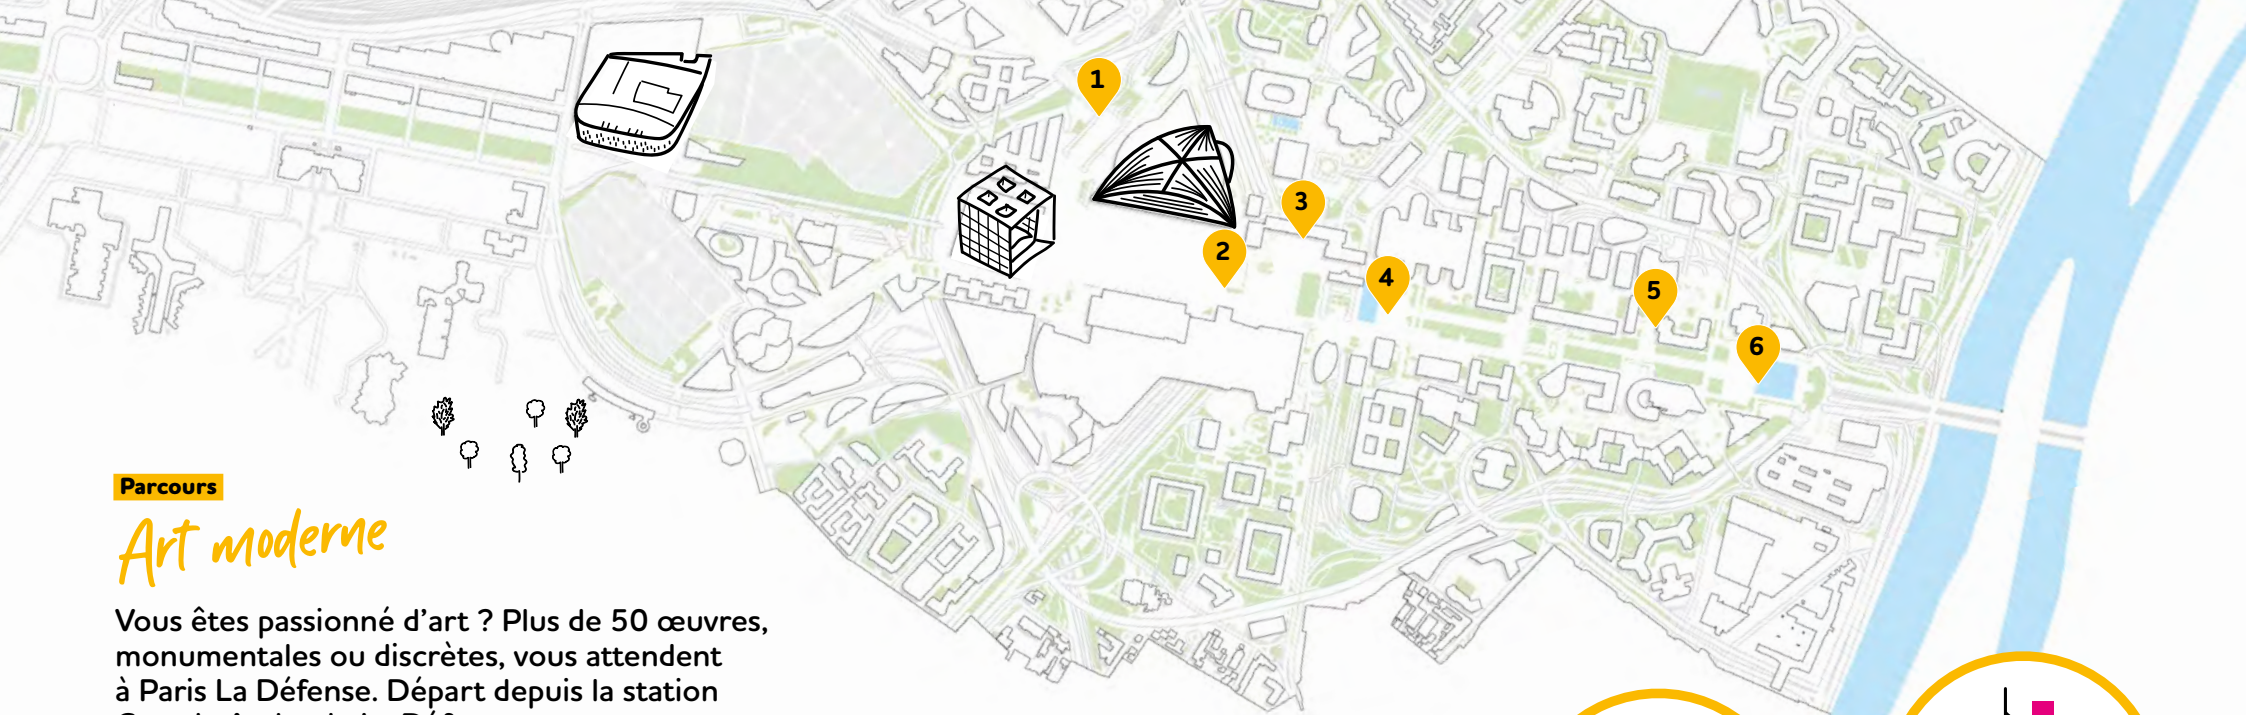 1
3
2
4
5
6
Parcours
Art moderne
Vous êtes passionné d'art ? Plus de 50 œuvres,
monumentales ou discrètes, vous attendent
à Paris La Défense. Départ depuis la station